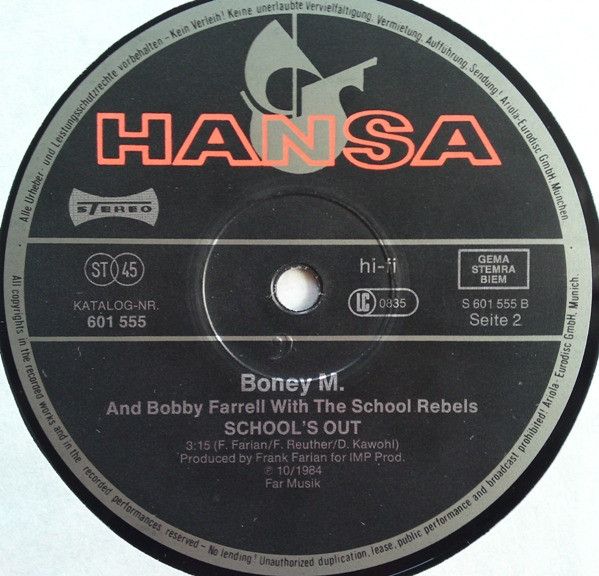 Alle Urheber- und Leistungsschutzrechte vorbehalten - Kein Verleih! Keine unerlaubte Vervielfältigung, Vermietung, Aufführung, Sendung! Ariola-Eurodisc GmbH, München.
HANSA
STEREO
ST 45
KATALOG-NR.
601 555
hi-fi
LC 0835
GEMA
STEMRA
BIEM
S 601 555 B
Seite 2
Boney M.
And Bobby Farrell With The School Rebels
SCHOOL'S OUT
3:15 (F. Farian/F. Reuther/D. Kawohl)
Produced by Frank Farian for IMP Prod.
℗ 10/1984
Far Musik
All copyrights in the recorded works and in the recorded performances reserved - No lending! Unauthorized duplication, lease, public performance and broadcast prohibited! Ariola-Eurodisc GmbH, Munich.